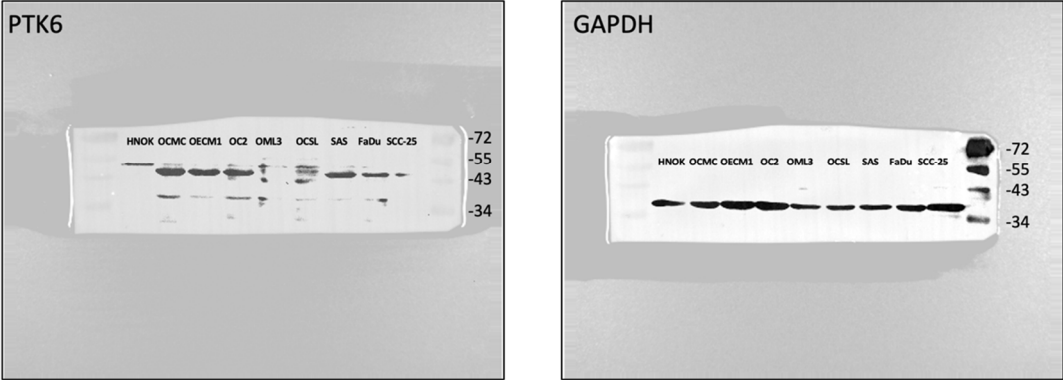 PTK6
HNOK OCMC OECM1 OC2 OML3 OCSL SAS FaDu SCC-25
-72
-55
-43
-34
GAPDH
HNOK OCMC OECM1 OC2 OML3 OCSL SAS FaDu SCC-25
-72
-55
-43
-34